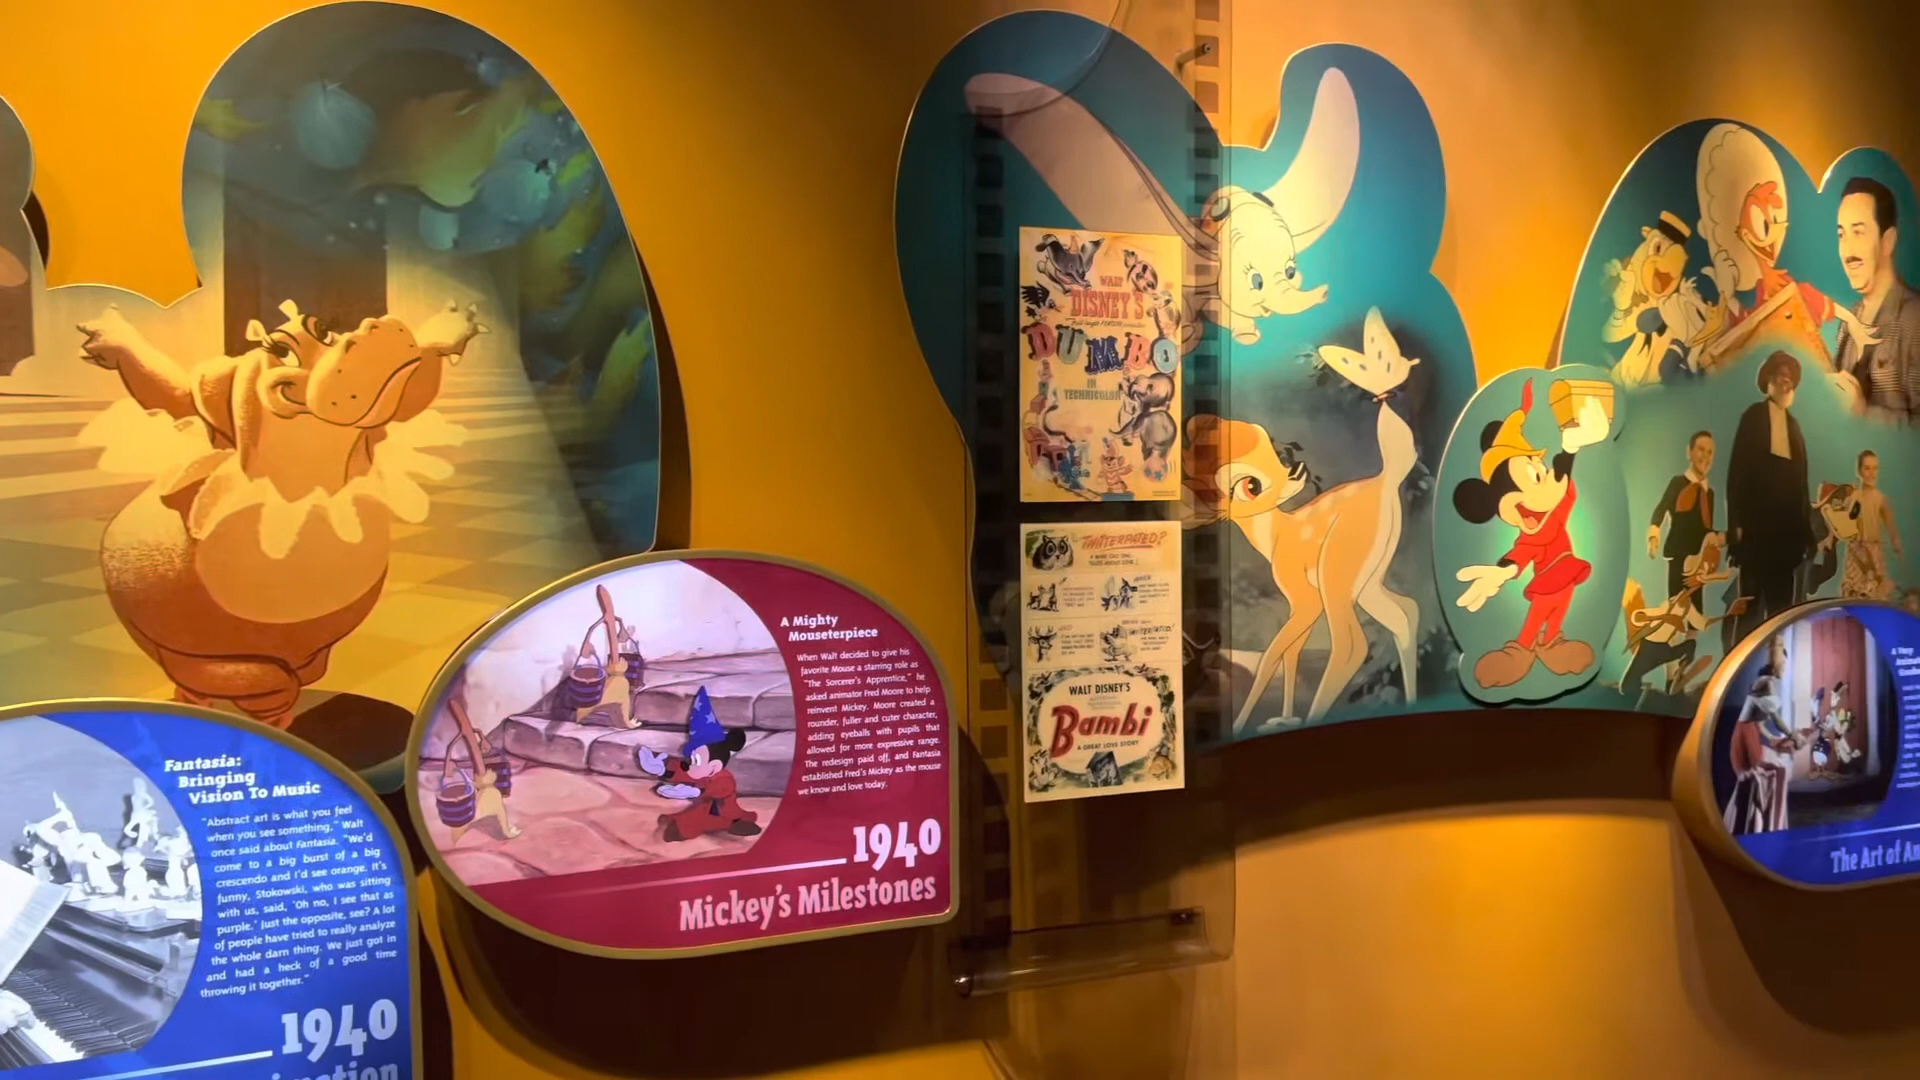 Fantasia:
Bringing
Vision To Music
"Abstract art is what you feel
when you see something," Walt
once said about Fantasia. "We'd
come to a big burst of a big
crescendo and I'd see orange. It's
funny, Stokowski, who was sitting
with us, said, 'Oh no, I see that as
purple.' Just the opposite, see? A lot
of people have tried to really analyze
the whole darn thing. We just got in
and had a heck of a good time
throwing it together."
1940
A Mighty
Mouseterpiece
When Walt decided to give his
favorite Mouse a starring role as
"The Sorcerer's Apprentice," he
asked animator Fred Moore to help
reinvent Mickey. Moore created a
rounder, fuller and cuter character,
adding eyeballs with pupils that
allowed for more expressive range.
The redesign paid off, and Fantasia
established Fred's Mickey as the mouse
we know and love today.
1940
Mickey's Milestones
WALT
DISNEY'S
DUMBO
IN
TECHNICOLOR
TWITTERPATED?
WALT DISNEY'S
Bambi
A GREAT LOVE STORY
A Very
The Art of An